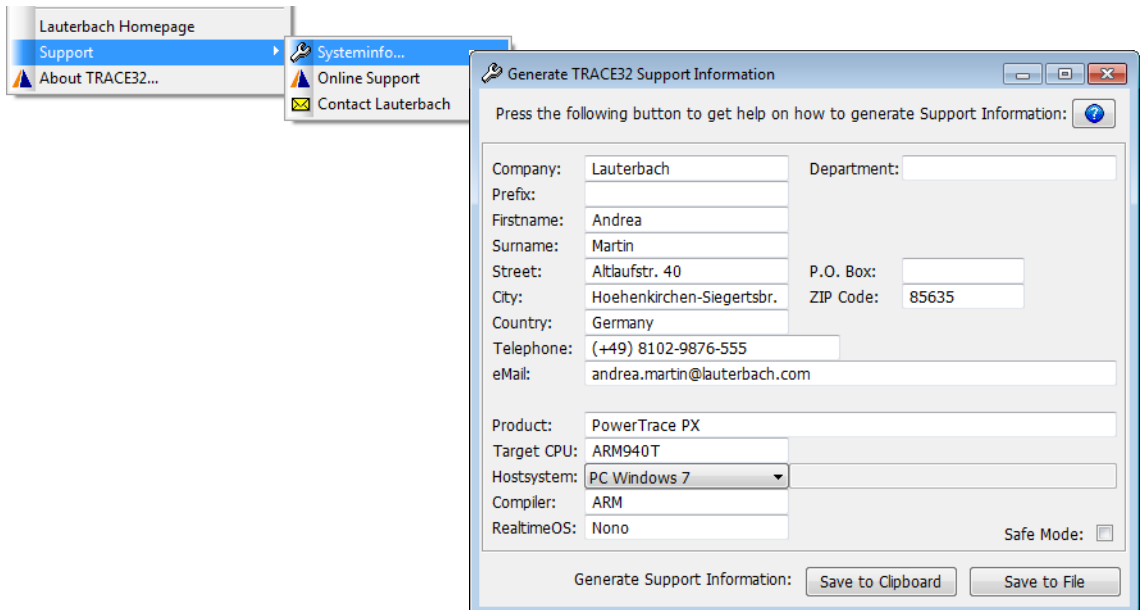 Lauterbach Homepage
Support
About TRACE32...
Systeminfo...
Online Support
Contact Lauterbach
Generate TRACE32 Support Information
Press the following button to get help on how to generate Support Information:
Company: Lauterbach Department:
Prefix:
Firstname: Andrea
Surname: Martin
Street: Altlaufstr. 40 P.O. Box:
City: Hoehenkirchen-Siegertsbr. ZIP Code: 85635
Country: Germany
Telephone: (+49) 8102-9876-555
eMail: andrea.martin@lauterbach.com
Product: PowerTrace PX
Target CPU: ARM940T
Hostsystem: PC Windows 7
Compiler: ARM
RealtimeOS: Nono
Safe Mode:
Generate Support Information: Save to Clipboard Save to File